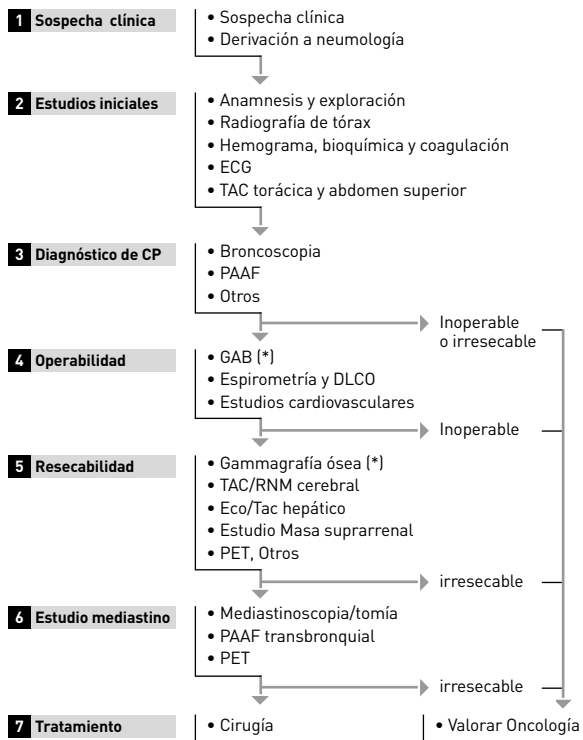 1 Sospecha clínica
• Sospecha clínica
• Derivación a neumología
2 Estudios iniciales
• Anamnesis y exploración
• Radiografía de tórax
• Hemograma, bioquímica y coagulación
• ECG
• TAC torácica y abdomen superior
3 Diagnóstico de CP
• Broncoscopia
• PAAF
• Otros
Inoperable
o irresecable
4 Operabilidad
• GAB (*)
• Espirometría y DLCO
• Estudios cardiovasculares
Inoperable
5 Resecabilidad
• Gammagrafía ósea (*)
• TAC/RNM cerebral
• Eco/Tac hepático
• Estudio Masa suprarrenal
• PET, Otros
irresecable
6 Estudio mediastino
• Mediastinoscopia/tomía
• PAAF transbronquial
• PET
irresecable
7 Tratamiento
• Cirugía
• Valorar Oncología